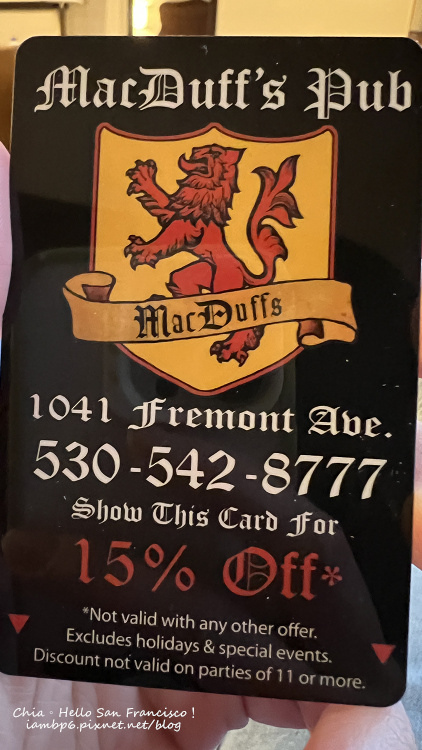 MacDuff's Pub
MacDuffs
1041 Fremont Ave.
530-542-8777
Show This Card For
15% Off*
*Not valid with any other offer.
Excludes holidays & special events.
Discount not valid on parties of 11 or more.
Chia。Hello San Francisco!
iambp6.pixnet.net/blog